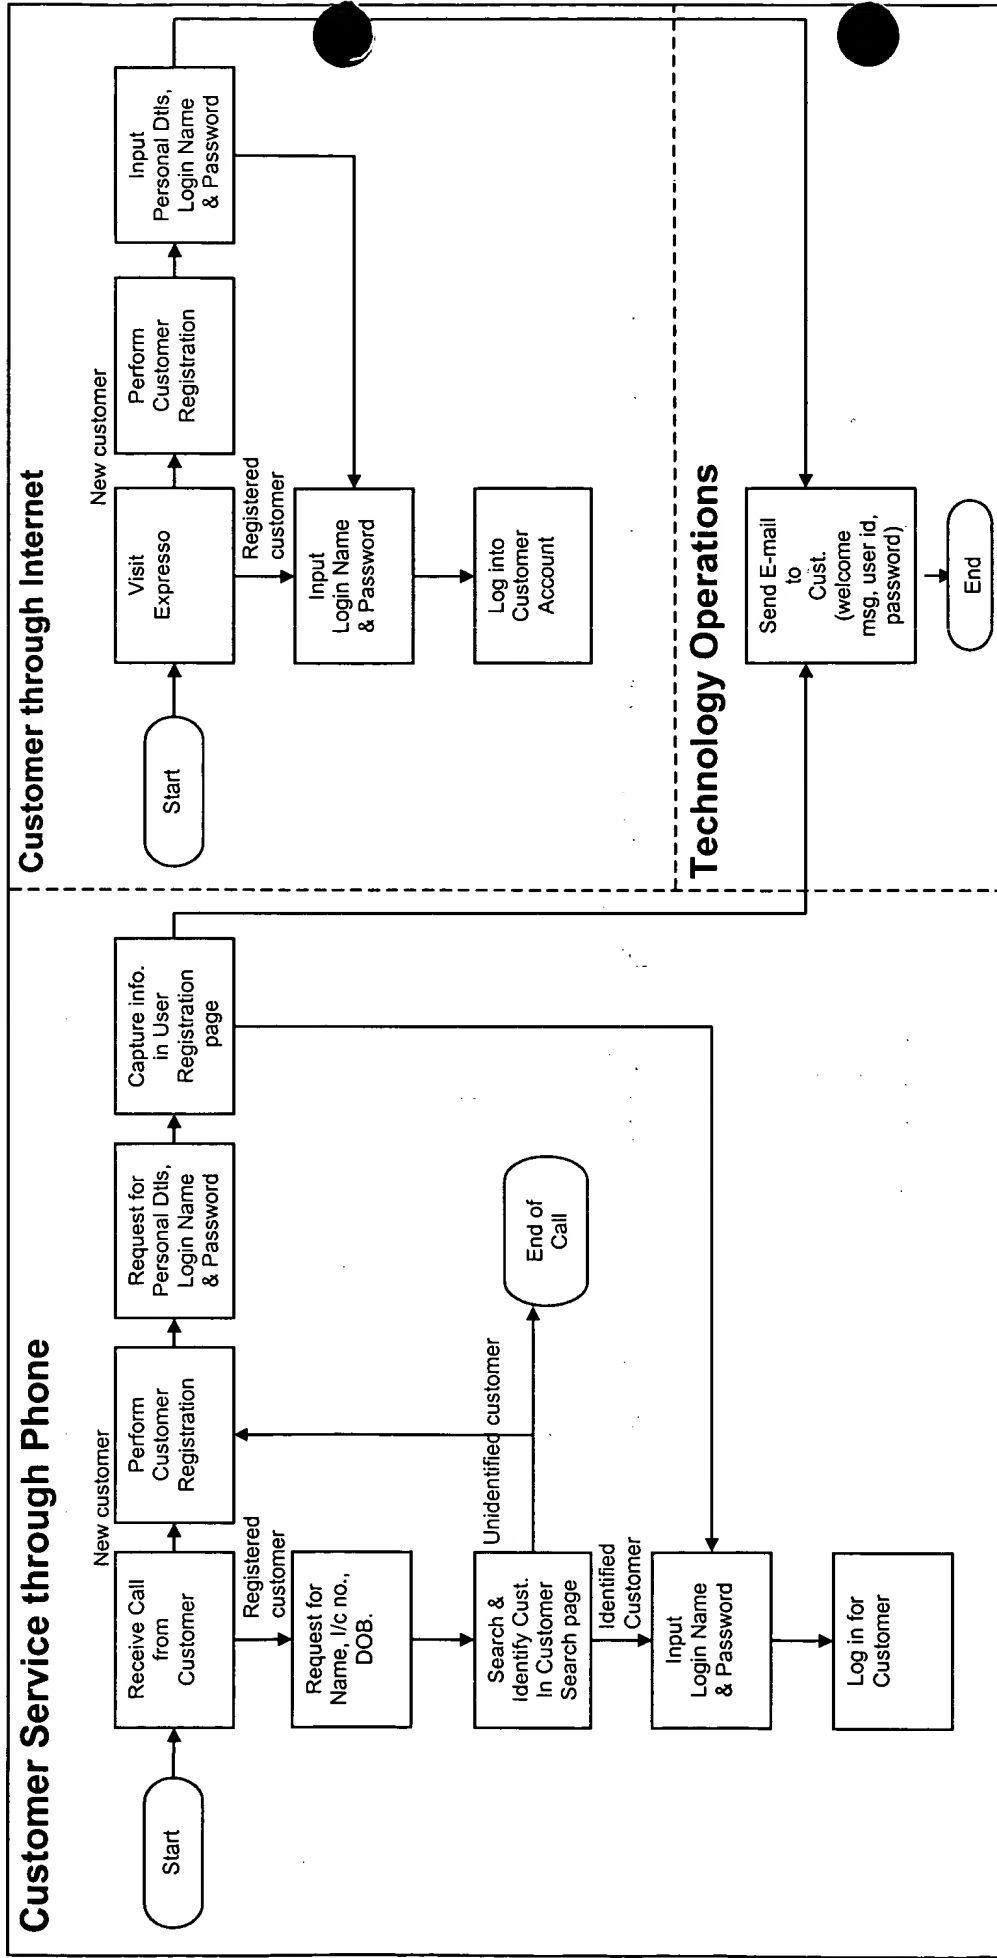 Customer Service through Phone
Start
Receive Call
from
Customer
New customer
Perform
Customer
Registration
Request for
Personal Dtls,
Login Name
& Password
Capture info.
in User
Registration
page
Registered
customer
Request for
Name, I/c no.,
DOB.
Search &
Identify Cust.
In Customer
Search page
Unidentified customer
End of
Call
Identified
Customer
Input
Login Name
& Password
Log in for
Customer
Customer through Internet
Start
Visit
Expresso
New customer
Perform
Customer
Registration
Input
Personal Dtls,
Login Name
& Password
Registered
customer
Input
Login Name
& Password
Log into
Customer
Account
Technology Operations
Send E-mail
to
Cust.
(welcome
msg, user id,
password)
End